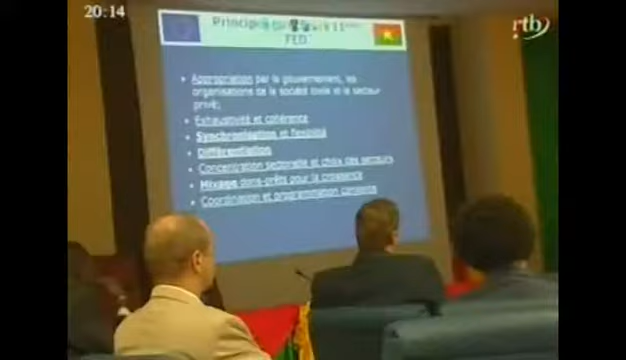 20:14
rtb
FED
Appropriation par le gouvernement, les
organisations de la société civile et le secteur
privé;
Exhaustivité et cohérence
Synchronisation et flexibilité
Différentiation
Concentration sectorielle et choix des secteurs
Mixage dons-prêts pour la croissance
Coordination et programmation conjointe